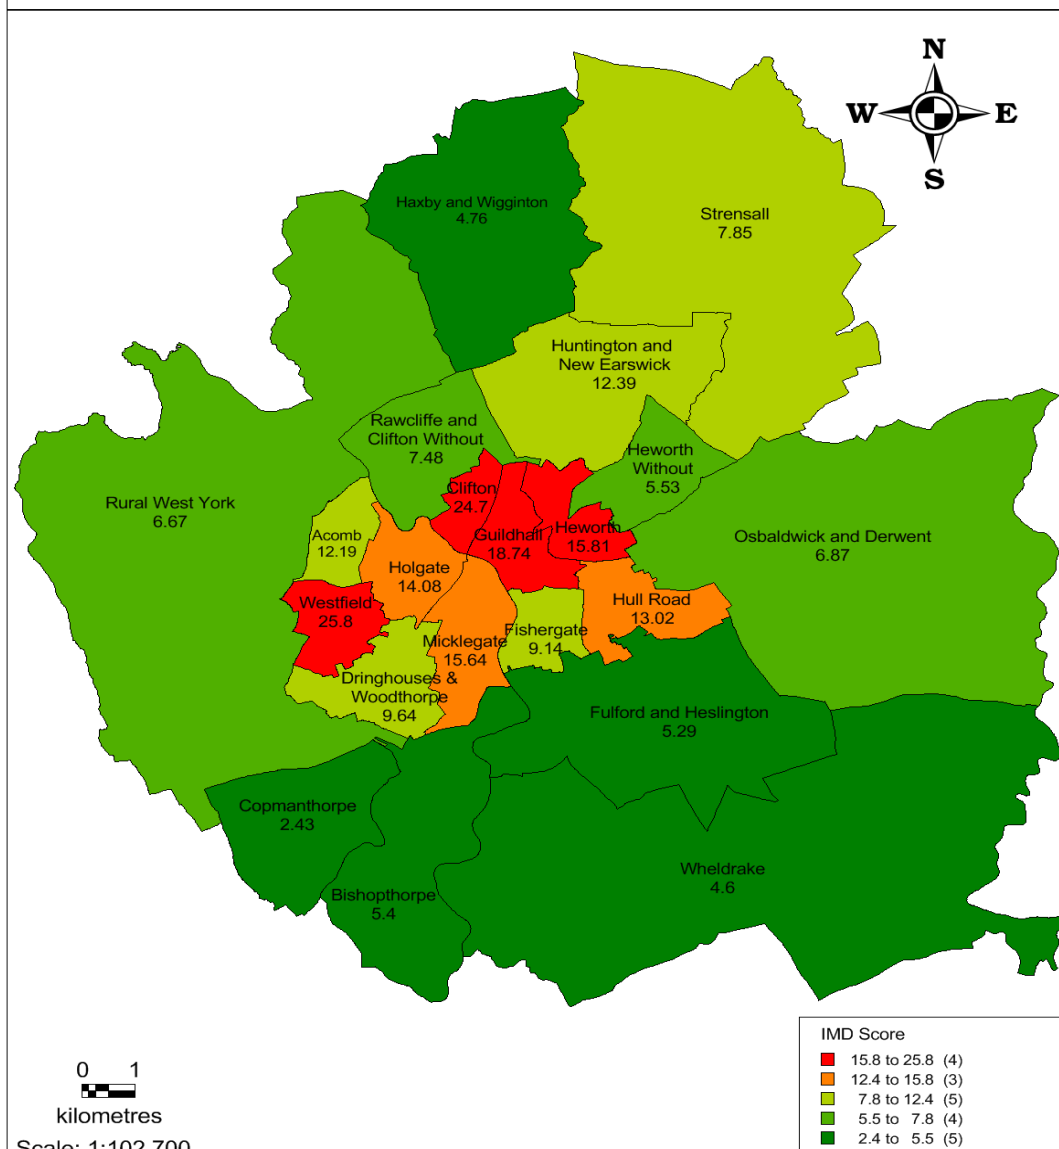 N
W E
S
Haxby and Wigginton
4.76
Strensall
7.85
Huntington and
New Earswick
12.39
Rawcliffe and
Clifton Without
7.48
Heworth
Without
5.53
Rural West York
6.67
Clifton
24.7
Acomb
12.19
Guildhall
18.74
Heworth
15.81
Osbaldwick and Derwent
6.87
Holgate
14.08
Westfield
25.8
Hull Road
13.02
Micklegate
15.64
Fishergate
9.14
Dringhouses &
Woodthorpe
9.64
Fulford and Heslington
5.29
Copmanthorpe
2.43
Bishopthorpe
5.4
Wheldrake
4.6
0 1
kilometres
Scale: 1:102,700
IMD Score
15.8 to 25.8 (4)
12.4 to 15.8 (3)
7.8 to 12.4 (5)
5.5 to 7.8 (4)
2.4 to 5.5 (5)